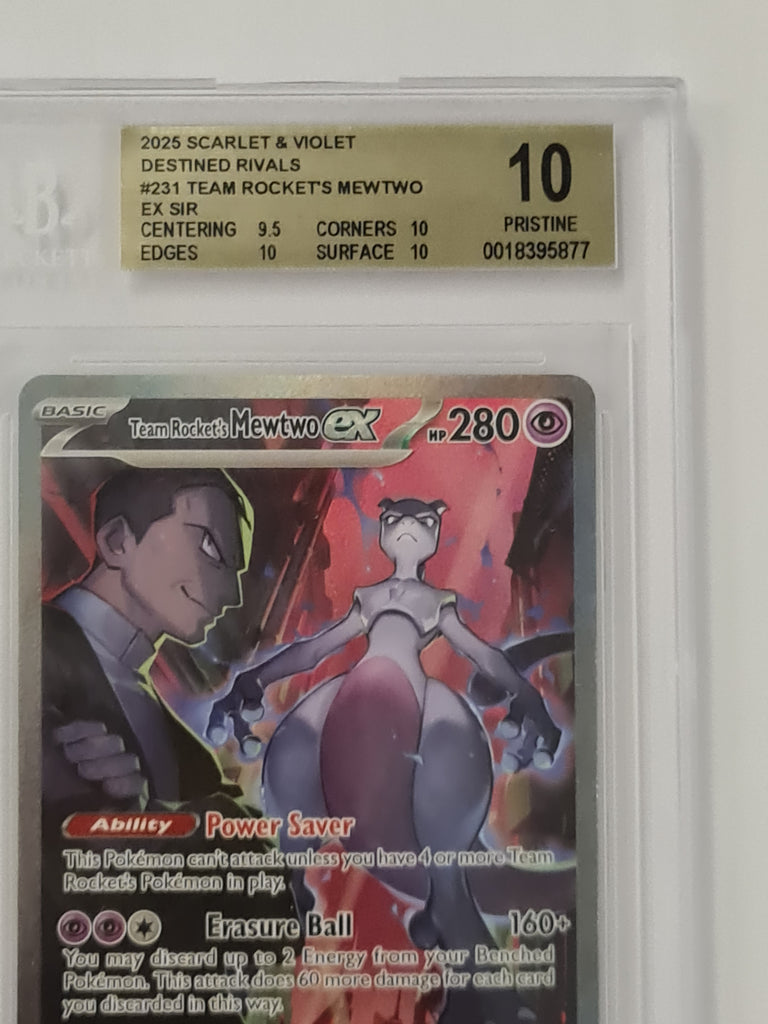 2025 SCARLET & VIOLET
DESTINED RIVALS
#231 TEAM ROCKET'S MEWTWO
EX SIR
CENTERING 9.5 CORNERS 10
EDGES 10 SURFACE 10
10
PRISTINE
0018395877
B
BASIC
Team Rocket's Mewtwo ex HP 280
Ability Power Saver
This Pokémon can't attack unless you have 4 or more Team
Rocket's Pokémon in play.
Erasure Ball 160+
You may discard up to 2 Energy from your Benched
Pokémon. This attack does 60 more damage for each card
you discarded in this way.